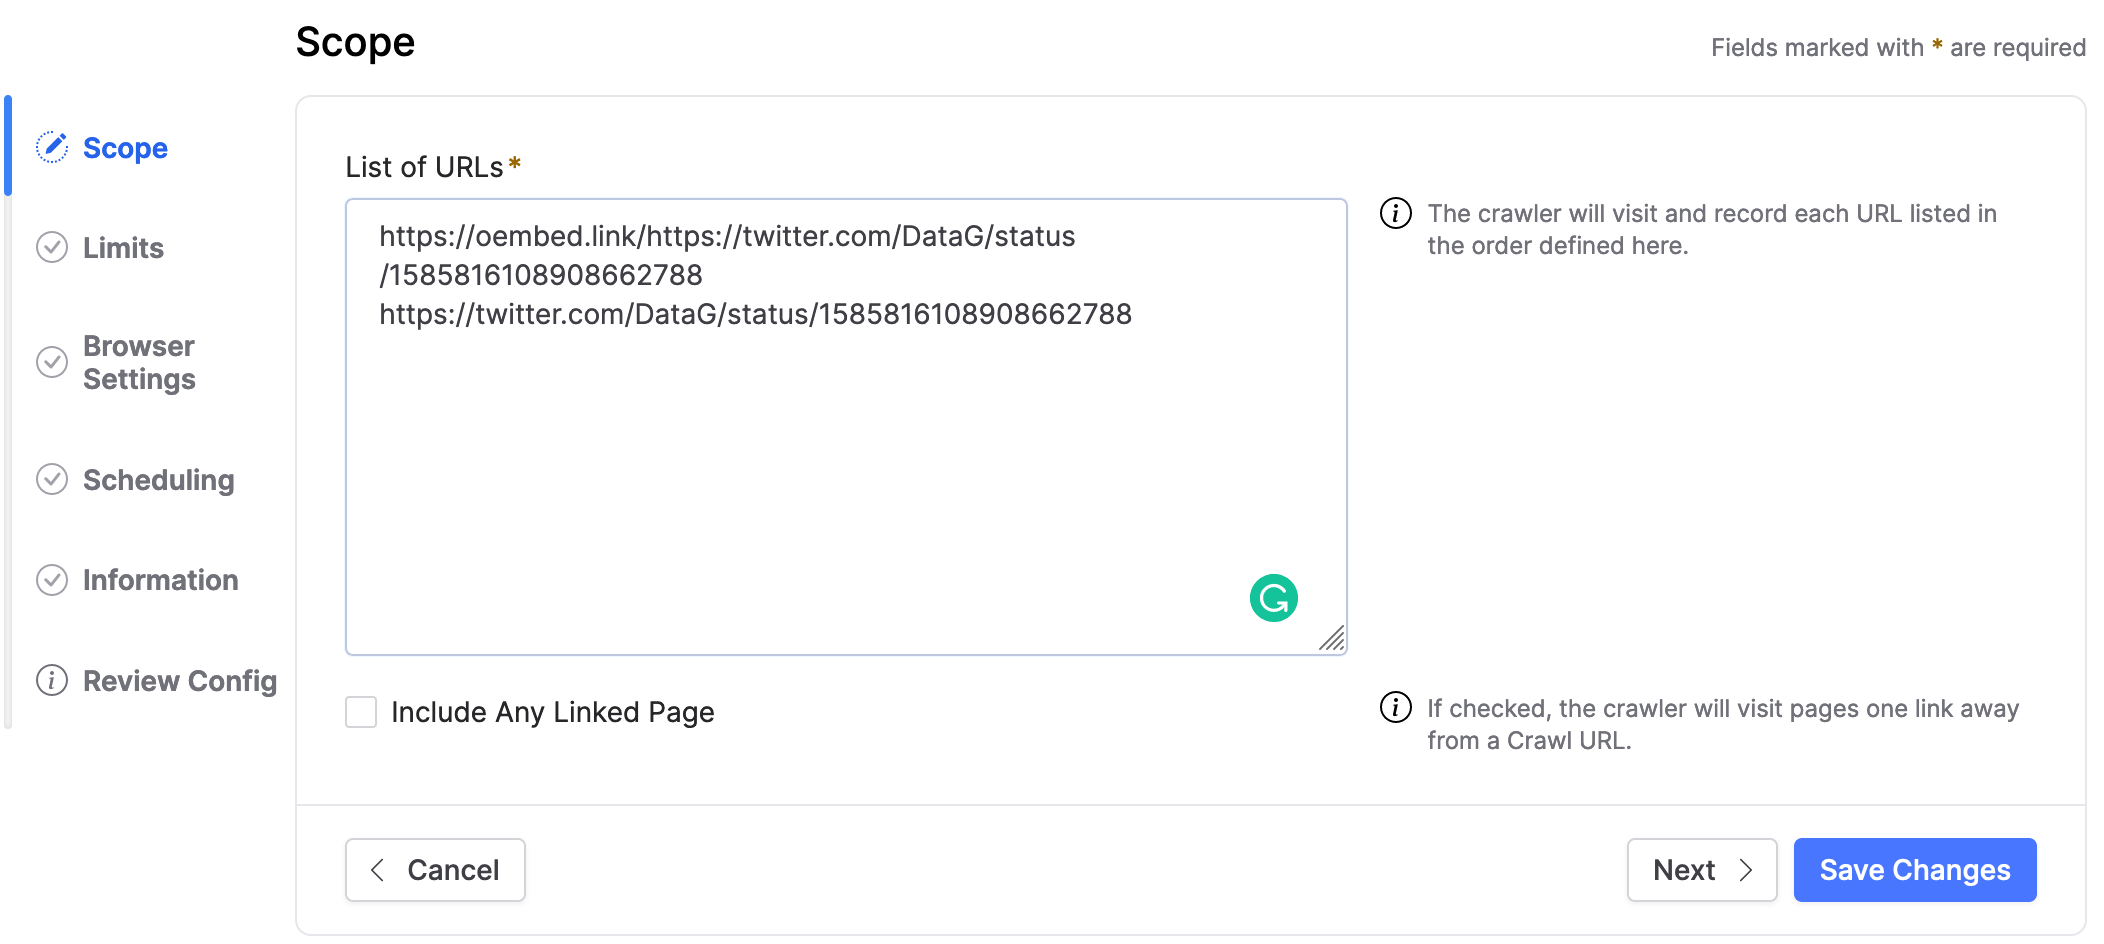 Scope
Fields marked with * are required
Scope
Limits
Browser
Settings
Scheduling
Information
Review Config
List of URLs*
https://oembed.link/https://twitter.com/DataG/status
/1585816108908662788
https://twitter.com/DataG/status/1585816108908662788
The crawler will visit and record each URL listed in
the order defined here.
Include Any Linked Page
If checked, the crawler will visit pages one link away
from a Crawl URL.
Cancel
Next
Save Changes